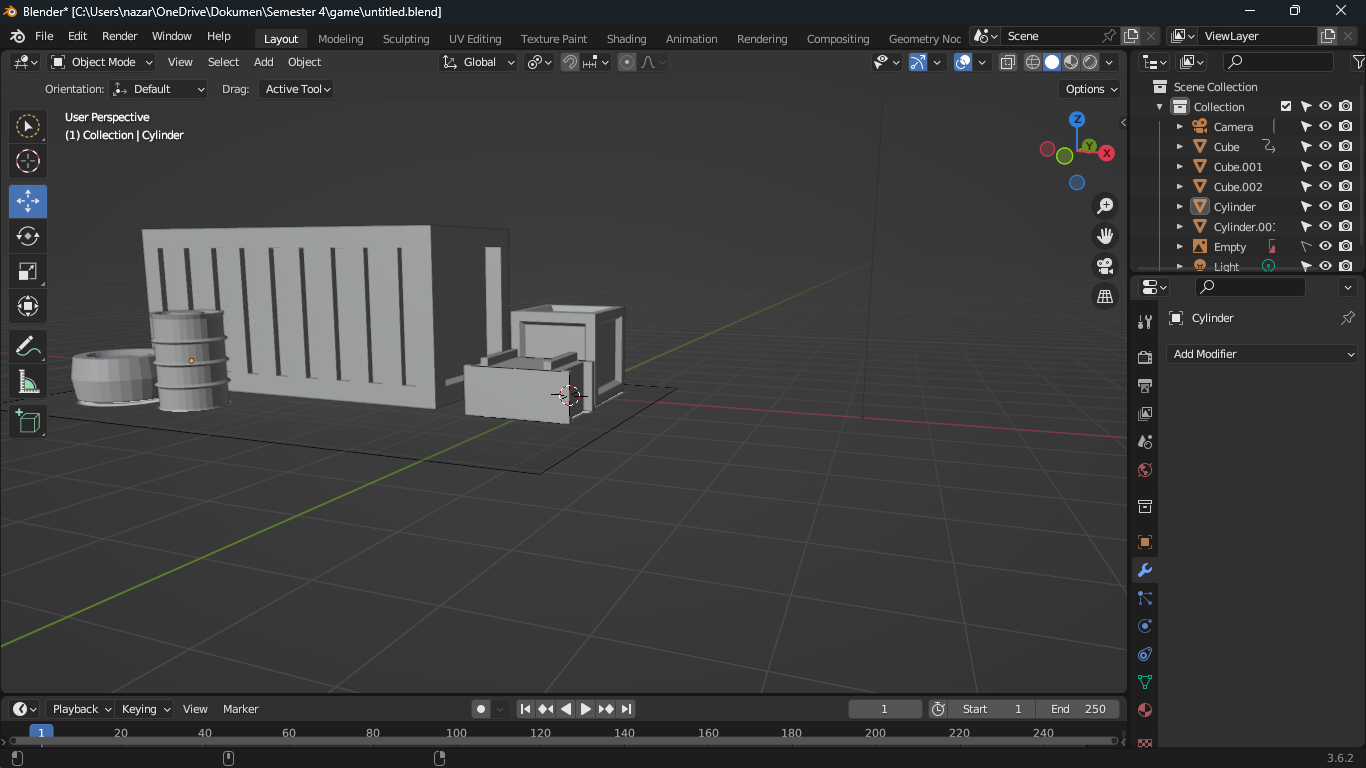 Blender* [C:\Users\nazar\OneDrive\Dokumen\Semester 4\game\untitled.blend]
File Edit Render Window Help Layout Modeling Sculpting UV Editing Texture Paint Shading Animation Rendering Compositing Geometry Noc Scene ViewLayer
Object Mode View Select Add Object Global
Orientation: Default Drag: Active Tool Options
User Perspective
(1) Collection | Cylinder
Z
Y
X
Scene Collection
Collection
Camera
Cube
Cube.001
Cube.002
Cylinder
Cylinder.00
Empty
Light
Cylinder
Add Modifier
Playback Keying View Marker 1 Start 1 End 250
1 20 40 60 80 100 120 140 160 180 200 220 240
3.6.2